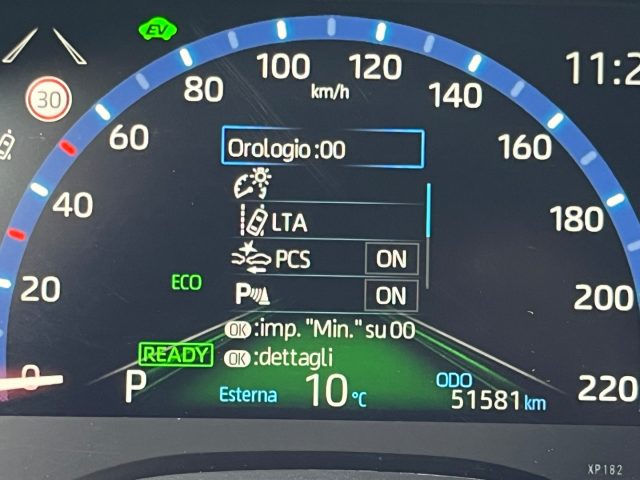 EV
100
120
11:2
80
km/h
140
30
60
Orologio :00
160
40
LTA
180
PCS ON
20
ECO
P ON
200
OK :imp. "Min." su 00
READY
OK :dettagli
0
P
Esterna 10 °C
ODO
51581 km
220
XP182